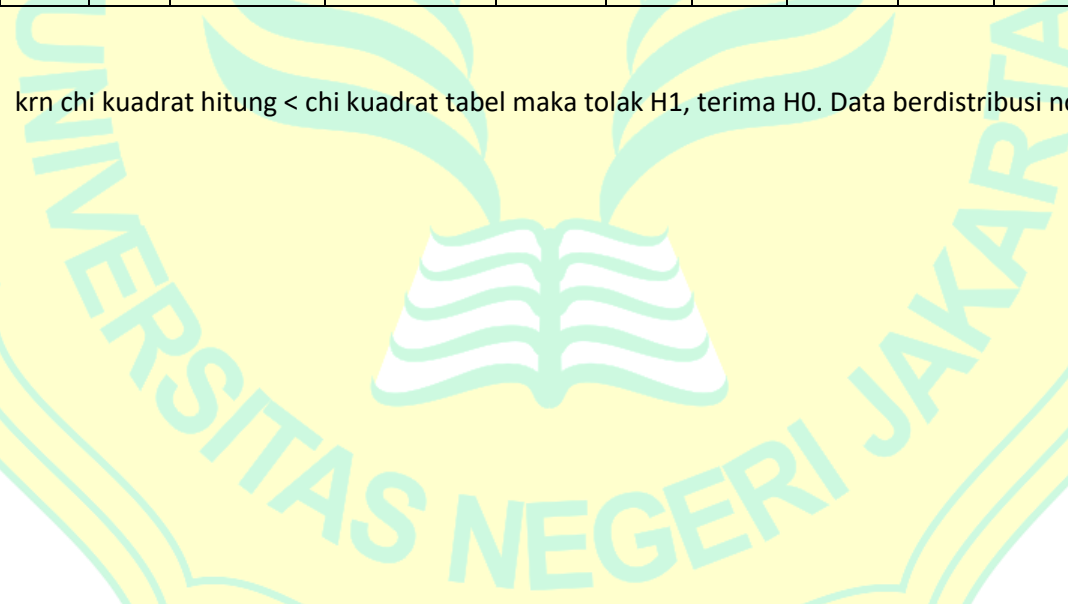 krn chi kuadrat hitung < chi kuadrat tabel maka tolak H1, terima H0. Data berdistribusi
UNIVERSITAS NEGERI JAKARTA